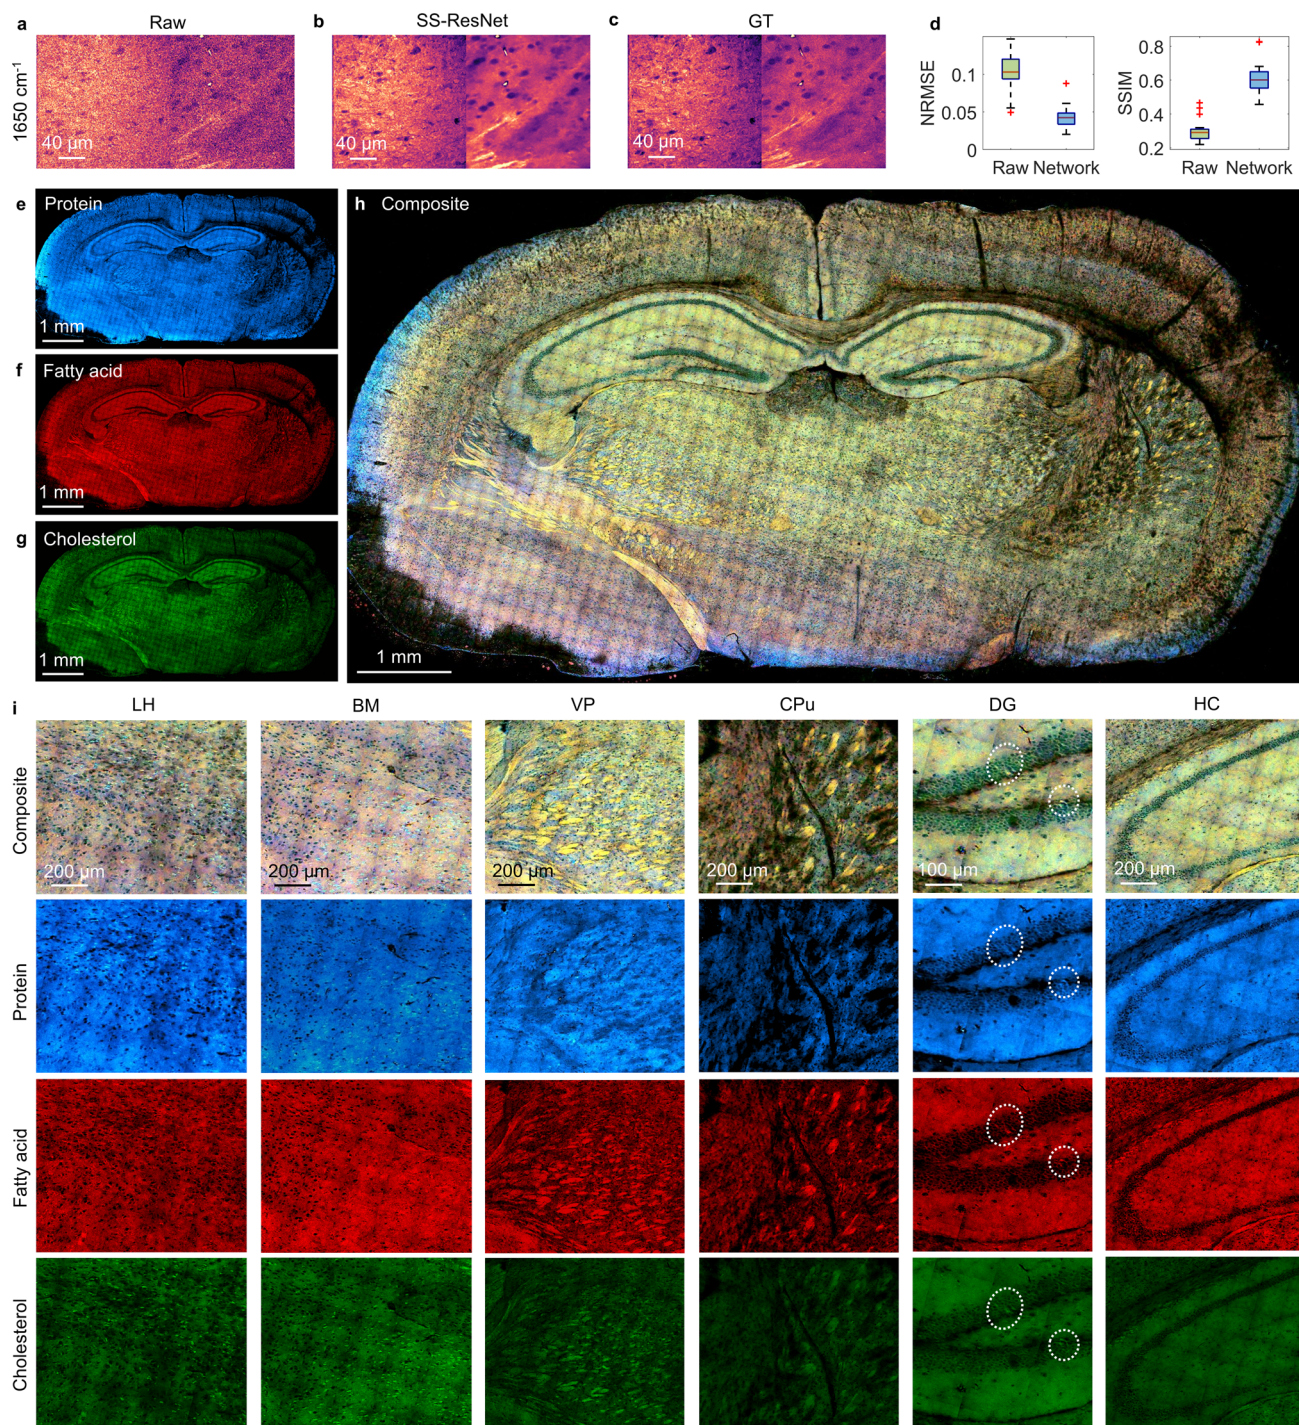 a Raw
b SS-ResNet
c GT
d
1650 cm⁻¹
40 µm
40 µm
40 µm
NRMSE
0.1
0.05
0
Raw Network
SSIM
0.8
0.6
0.4
0.2
Raw Network
e Protein
1 mm
f Fatty acid
1 mm
g Cholesterol
1 mm
h Composite
1 mm
i
LH BM VP CPu DG HC
Composite
200 µm 200 µm 200 µm 200 µm 100 µm 200 µm
Protein
Fatty acid
Cholesterol